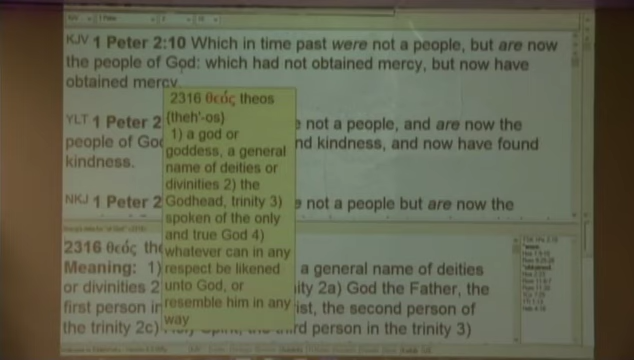 KJV 1 Peter 2:10 Which in time past were not a people, but are now
the people of God: which had not obtained mercy, but now have
obtained mercy.
2316 θεός theos
{theh'-os}
1) a god or
goddess, a general
name of deities or
divinities 2) the
Godhead, trinity 3)
spoken of the only
and true God 4)
whatever can in any
respect be likened
unto God, or
resemble him in any
way
YLT 1 Peter 2 e not a people, and are now the
people of Go nd kindness, and now have found
kindness.
NKJ 1 Peter 2 e not a people but are now the
2316 θεός the
Meaning: 1) a general name of deities
or divinities 2 ity 2a) God the Father, the
first person in ist, the second person of
the trinity 2c) Holy Spirit, the third person in the trinity 3)